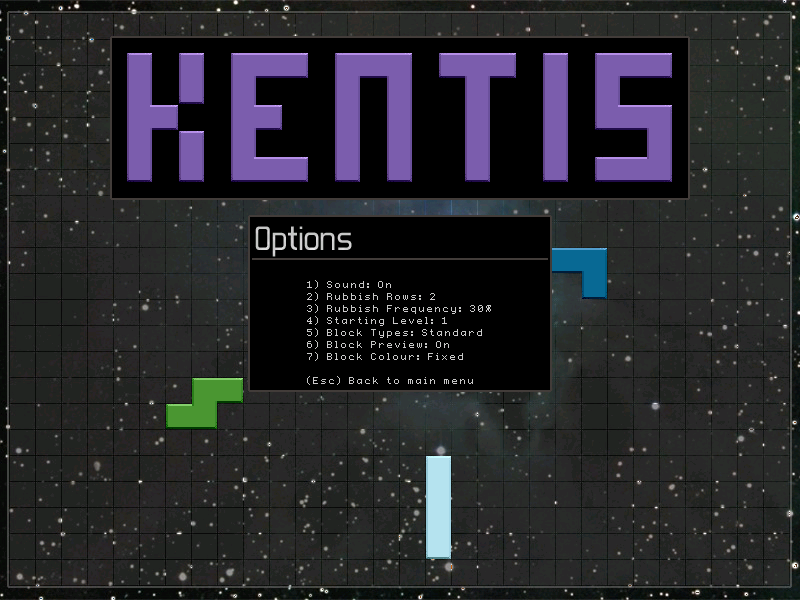 KENTIS
Options
1) Sound: On
2) Rubbish Rows: 2
3) Rubbish Frequency: 30%
4) Starting Level: 1
5) Block Types: Standard
6) Block Preview: On
7) Block Colour: Fixed
(Esc) Back to main menu